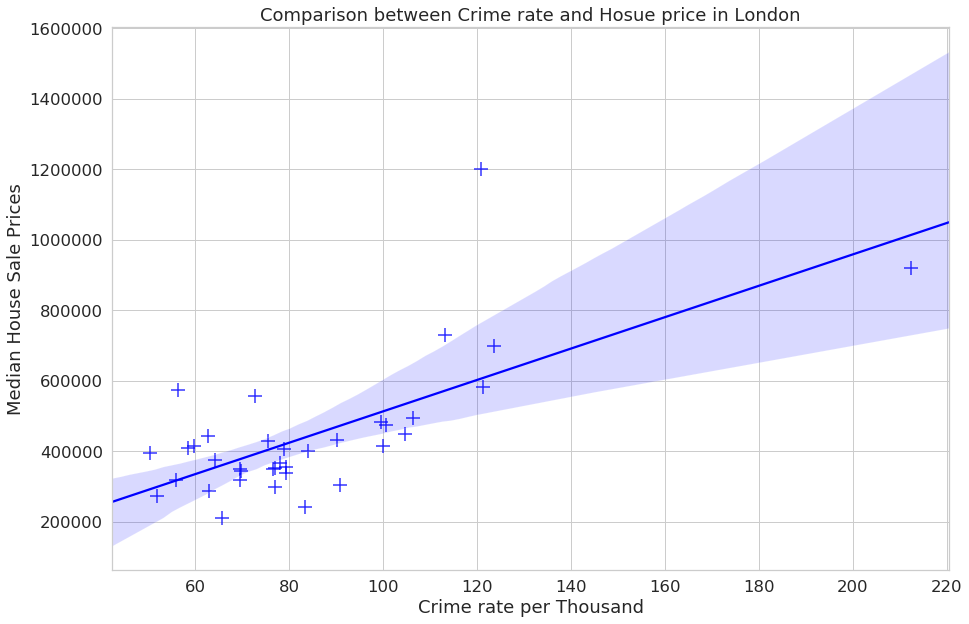 Comparison between Crime rate and Hosue price in London
1600000
1400000
1200000
1000000
800000
600000
400000
200000
Median House Sale Prices
60 80 100 120 140 160 180 200 220
Crime rate per Thousand